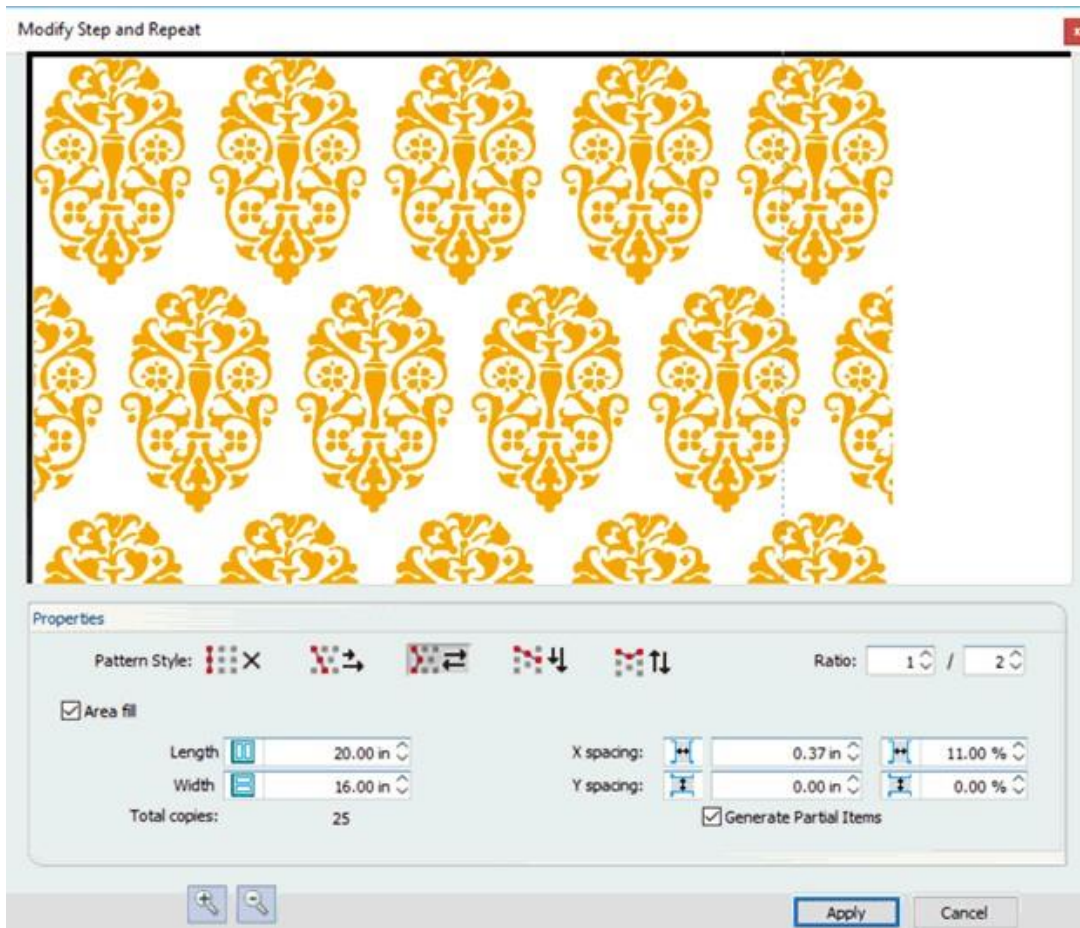 Modify Step and Repeat
x
Properties
Pattern Style: Ratio: 1 / 2
Area fill
Length 20.00 in X spacing: 0.37 in 11.00 %
Width 16.00 in Y spacing: 0.00 in 0.00 %
Total copies: 25 Generate Partial Items
Apply Cancel